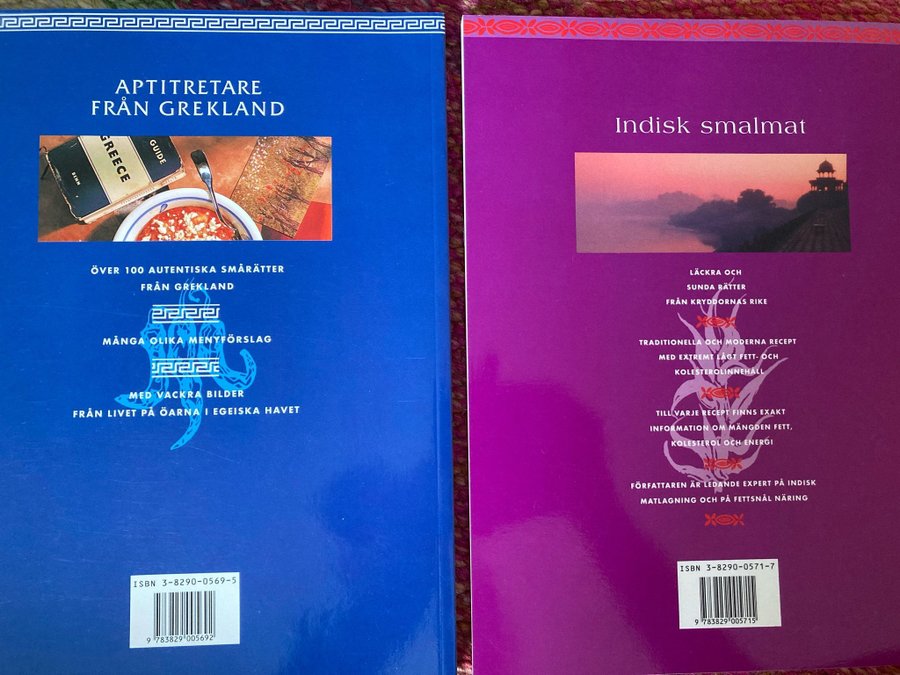 APTITRETARE
FRÅN GREKLAND
GUIDE
GREECE
BENN
ÖVER 100 AUTENTISKA SMÅRÄTTER
FRÅN GREKLAND
MÅNGA OLIKA MENYFÖRSLAG
MED VACKRA BILDER
FRÅN LIVET PÅ ÖARNA I EGEISKA HAVET
ISBN 3-8290-0569-5
9 783829 005692
Indisk smalmat
LÄCKRA OCH
SUNDA RÄTTER
FRÅN KRYDDORNAS RIKE
TRADITIONELLA OCH MODERNA RECEPT
MED EXTREMT LÅGT FETT- OCH
KOLESTEROLINNEHÅLL
TILL VARJE RECEPT FINNS EXAKT
INFORMATION OM MÄNGDEN FETT,
KOLESTEROL OCH ENERGI
FÖRFATTAREN ÄR LEDANDE EXPERT PÅ INDISK
MATLAGNING OCH PÅ FETTSNÅL NÄRING
ISBN 3-8290-0571-7
9 783829 005715